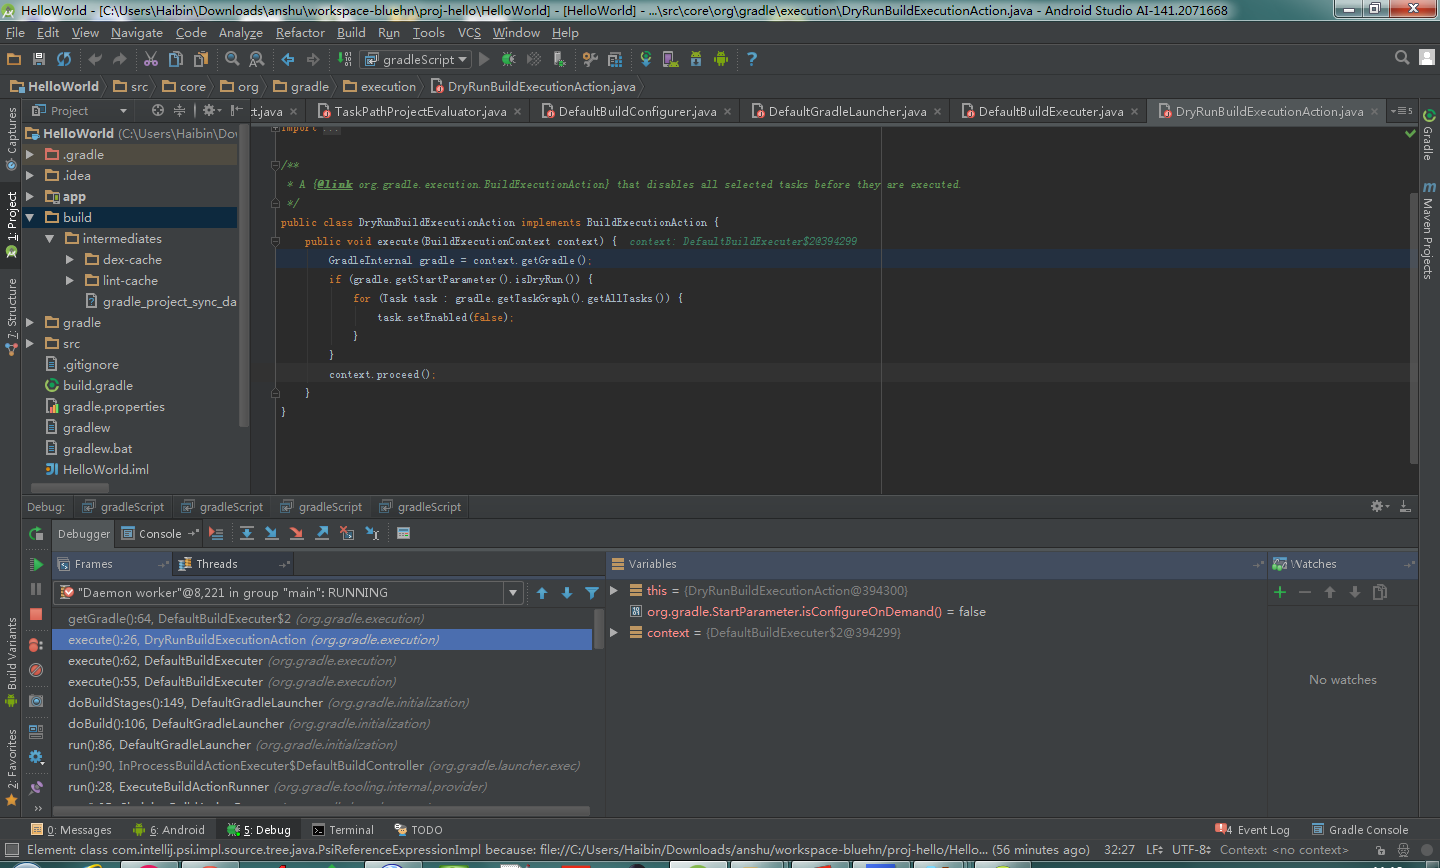 HelloWorld - [C:\Users\Haibin\Downloads\anshu\workspace-bluehn\proj-hello\HelloWorld] - [HelloWorld] - ...\src\core\org\gradle\execution\DryRunBuildExecutionAction.java - Android Studio AI-141.2071668
File Edit View Navigate Code Analyze Refactor Build Run Tools VCS Window Help
gradleScript
HelloWorld src core org gradle execution DryRunBuildExecutionAction.java
Project
ct.java TaskPathProjectEvaluator.java DefaultBuildConfigurer.java DefaultGradleLauncher.java DefaultBuildExecuter.java DryRunBuildExecutionAction.java 5
Captures
1: Project
7: Structure
Build Variants
2: Favorites
HelloWorld (C:\Users\Haibin\Dow
.gradle
.idea
app
build
intermediates
dex-cache
lint-cache
gradle_project_sync_da
gradle
src
.gitignore
build.gradle
gradle.properties
gradlew
gradlew.bat
HelloWorld.iml
import ...
/**
* A {@link org.gradle.execution.BuildExecutionAction} that disables all selected tasks before they are executed.
*/
public class DryRunBuildExecutionAction implements BuildExecutionAction {
public void execute(BuildExecutionContext context) { context: DefaultBuildExecuter$2@394299
GradleInternal gradle = context.getGradle();
if (gradle.getStartParameter().isDryRun()) {
for (Task task : gradle.getTaskGraph().getAllTasks()) {
task.setEnabled(false);
}
}
context.proceed();
}
}
Gradle
Maven Projects
Debug: gradleScript gradleScript gradleScript gradleScript
Debugger Console
Frames Threads
"Daemon worker"@8,221 in group "main": RUNNING
getGradle():64, DefaultBuildExecuter$2 (org.gradle.execution)
execute():26, DryRunBuildExecutionAction (org.gradle.execution)
execute():62, DefaultBuildExecuter (org.gradle.execution)
execute():55, DefaultBuildExecuter (org.gradle.execution)
doBuildStages():149, DefaultGradleLauncher (org.gradle.initialization)
doBuild():106, DefaultGradleLauncher (org.gradle.initialization)
run():86, DefaultGradleLauncher (org.gradle.initialization)
run():90, InProcessBuildActionExecuter$DefaultBuildController (org.gradle.launcher.exec)
run():28, ExecuteBuildActionRunner (org.gradle.tooling.internal.provider)
Variables
this = {DryRunBuildExecutionAction@394300}
org.gradle.StartParameter.isConfigureOnDemand() = false
context = {DefaultBuildExecuter$2@394299}
Watches
No watches
0: Messages 6: Android 5: Debug Terminal TODO 4 Event Log Gradle Console
Element: class com.intellij.psi.impl.source.tree.java.PsiReferenceExpressionImpl because: file://C:/Users/Haibin/Downloads/anshu/workspace-bluehn/proj-hello/Hello... (56 minutes ago) 32:27 LF UTF-8 Context: <no context>